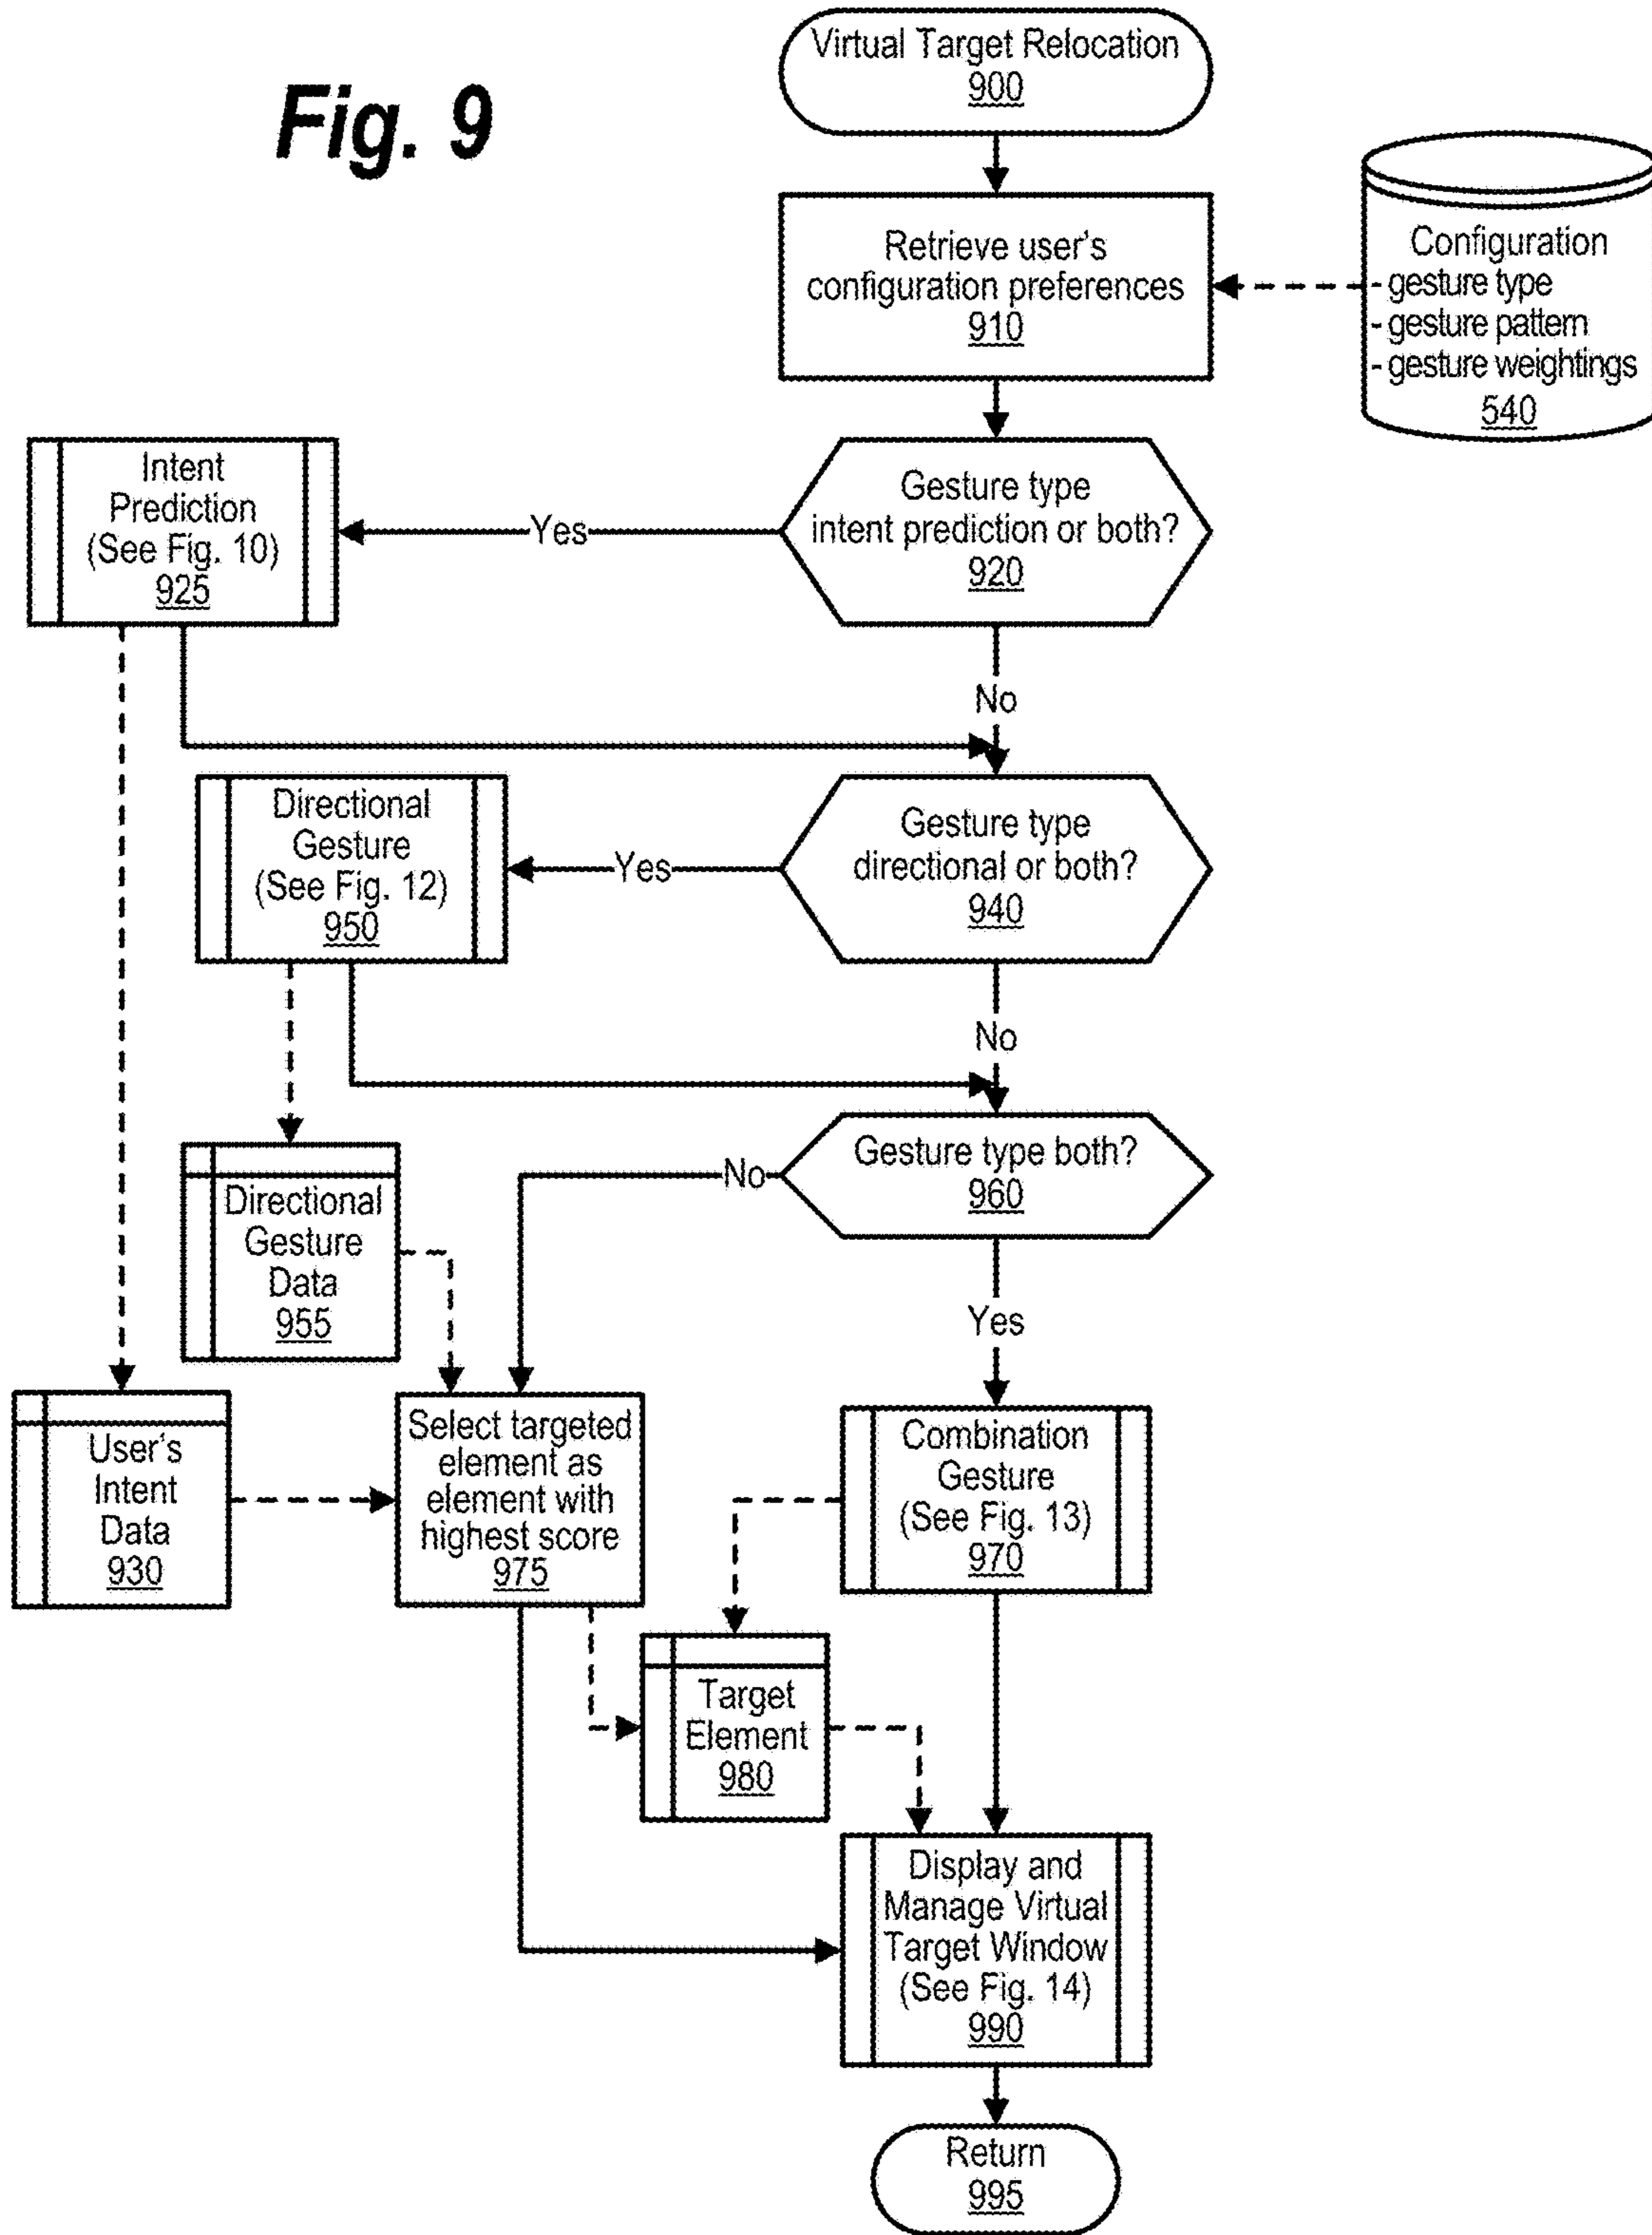 Fig. 9
Virtual Target Relocation
900
Retrieve user's
configuration preferences
910
Configuration
- gesture type
- gesture pattern
- gesture weightings
540
Gesture type
intent prediction or both?
920
Yes
Intent
Prediction
(See Fig. 10)
925
No
Gesture type
directional or both?
940
Yes
Directional
Gesture
(See Fig. 12)
950
No
Gesture type both?
960
No
Directional
Gesture
Data
955
Yes
User's
Intent
Data
930
Select targeted
element as
element with
highest score
975
Combination
Gesture
(See Fig. 13)
970
Target
Element
980
Display and
Manage Virtual
Target Window
(See Fig. 14)
990
Return
995